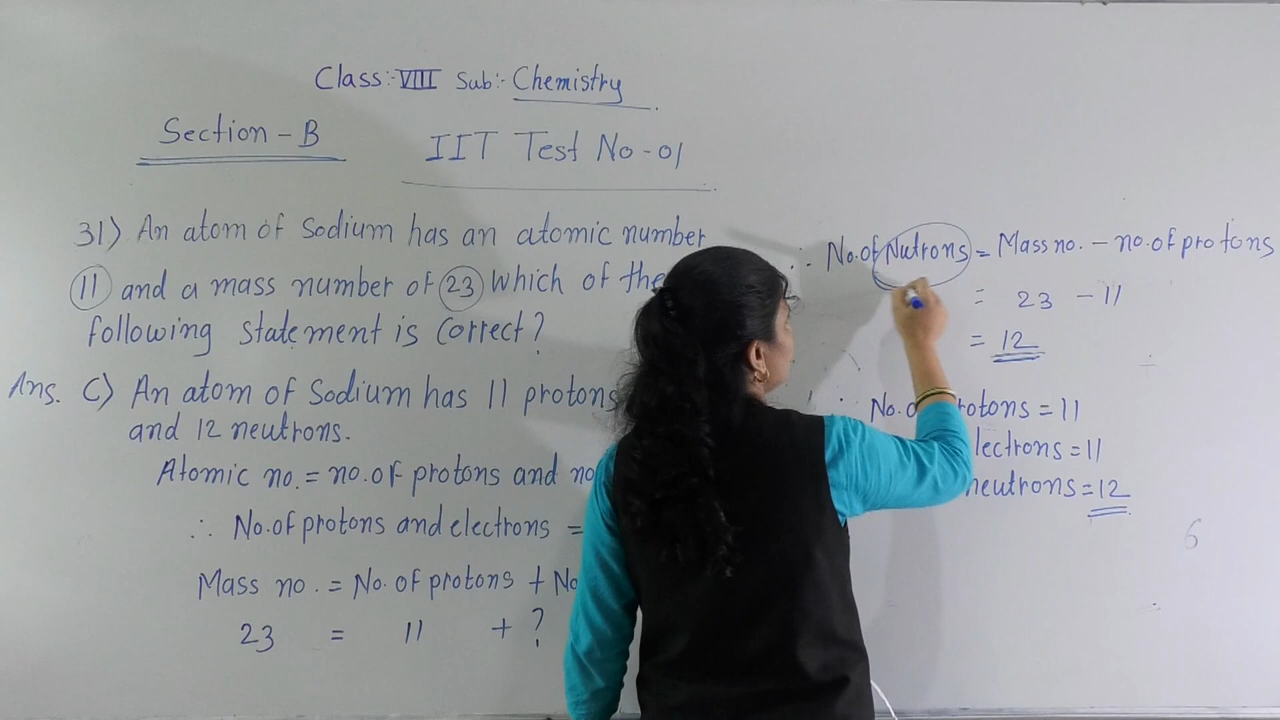 Class:- VIII Sub:- Chemistry
Section - B
IIT Test No - 01
31) An atom of Sodium has an atomic number
11 and a mass number of 23 Which of the
following statement is correct?
Ans. C) An atom of Sodium has 11 protons
and 12 neutrons.
Atomic no. = no. of protons and no
∴ No. of protons and electrons =
Mass no. = No. of protons + No
23 = 11 + ?
∴ No. of Nutrons = Mass no. - no. of protons
= 23 - 11
= 12
∴ No. o rotons = 11
lectrons = 11
neutrons = 12
6